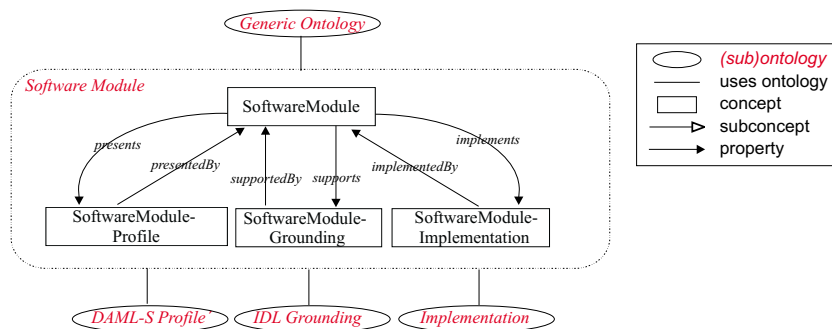 Generic Ontology
Software Module
SoftwareModule
presents
presentedBy
supportedBy
supports
implementedBy
implements
SoftwareModule-
Profile
SoftwareModule-
Grounding
SoftwareModule-
Implementation
DAML-S Profile´
IDL Grounding
Implementation
(sub)ontology
uses ontology
concept
subconcept
property